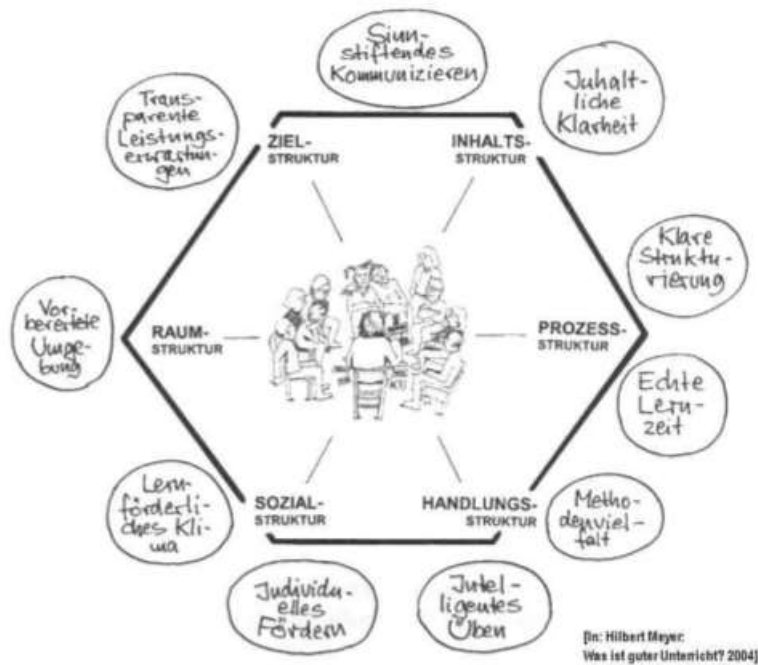 Sinn-
stiftendes
Kommunizieren
Inhalt-
liche
Klarheit
Trans-
parente
Leistungs-
erwartun-
gen
ZIEL-
STRUKTUR
INHALTS-
STRUKTUR
Klare
Struktu-
rierung
Vor-
bereitete
Umge-
bung
RAUM-
STRUKTUR
PROZESS-
STRUKTUR
Echte
Lern-
zeit
Lern-
förderli-
ches Kli-
ma
SOZIAL-
STRUKTUR
HANDLUNGS-
STRUKTUR
Metho-
denviel-
falt
Individu-
elles
Fördern
Intel-
ligentes
Üben
[in: Hilbert Meyer:
Was ist guter Unterricht? 2004]